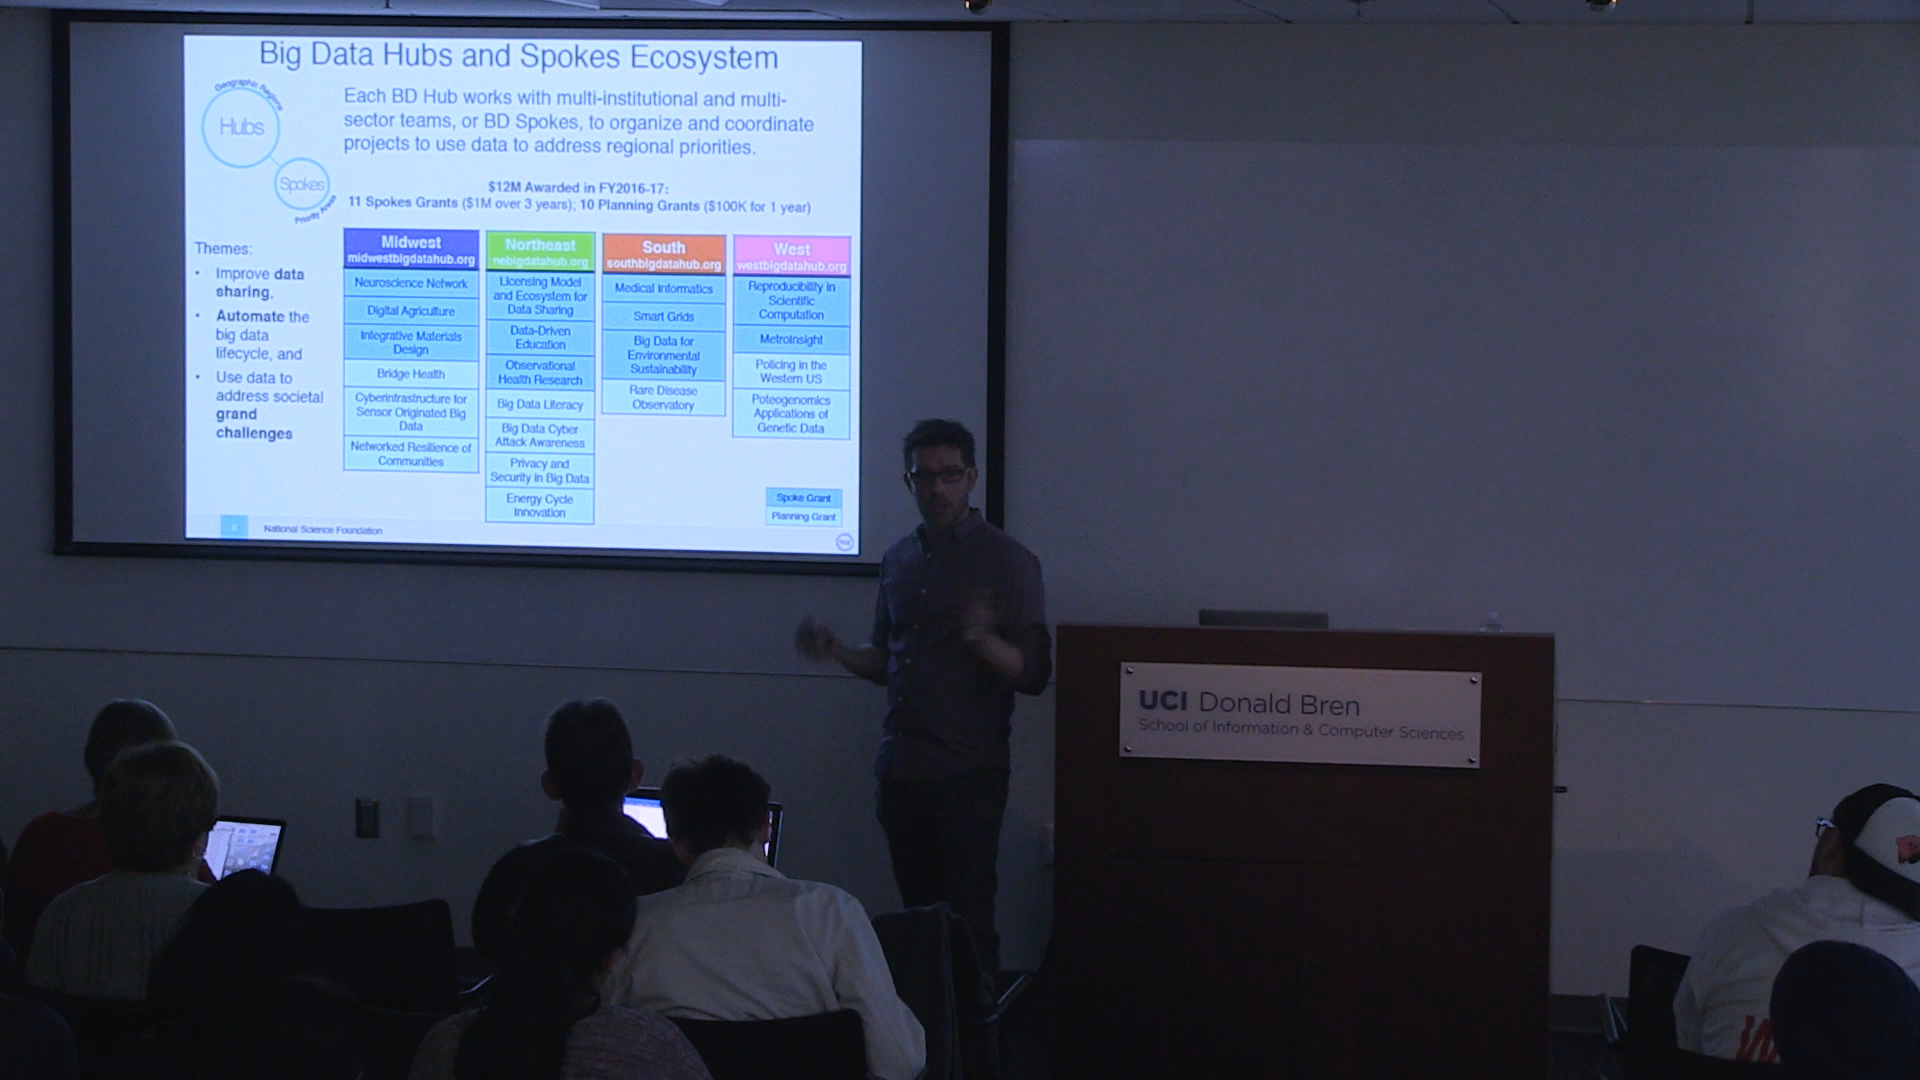 Big Data Hubs and Spokes Ecosystem
Geographic Regions
Hubs
Spokes
Priority Areas
Each BD Hub works with multi-institutional and multi-
sector teams, or BD Spokes, to organize and coordinate
projects to use data to address regional priorities.
$12M Awarded in FY2016-17:
11 Spokes Grants ($1M over 3 years); 10 Planning Grants ($100K for 1 year)
Themes:
• Improve data
sharing,
• Automate the
big data
lifecycle, and
• Use data to
address societal
grand
challenges
Midwest
midwestbigdatahub.org
Neuroscience Network
Digital Agriculture
Integrative Materials
Design
Bridge Health
Cyberinfrastructure for
Sensor Originated Big
Data
Networked Resilience of
Communities
Northeast
nebigdatahub.org
Licensing Model
and Ecosystem for
Data Sharing
Data-Driven
Education
Observational
Health Research
Big Data Literacy
Big Data Cyber
Attack Awareness
Privacy and
Security in Big Data
Energy Cycle
Innovation
South
southbigdatahub.org
Medical Informatics
Smart Grids
Big Data for
Environmental
Sustainability
Rare Disease
Observatory
West
westbigdatahub.org
Reproducibility in
Scientific
Computation
MetroInsight
Policing in the
Western US
Poteogenomics
Applications of
Genetic Data
Spoke Grant
Planning Grant
National Science Foundation
UCI Donald Bren
School of Information & Computer Sciences